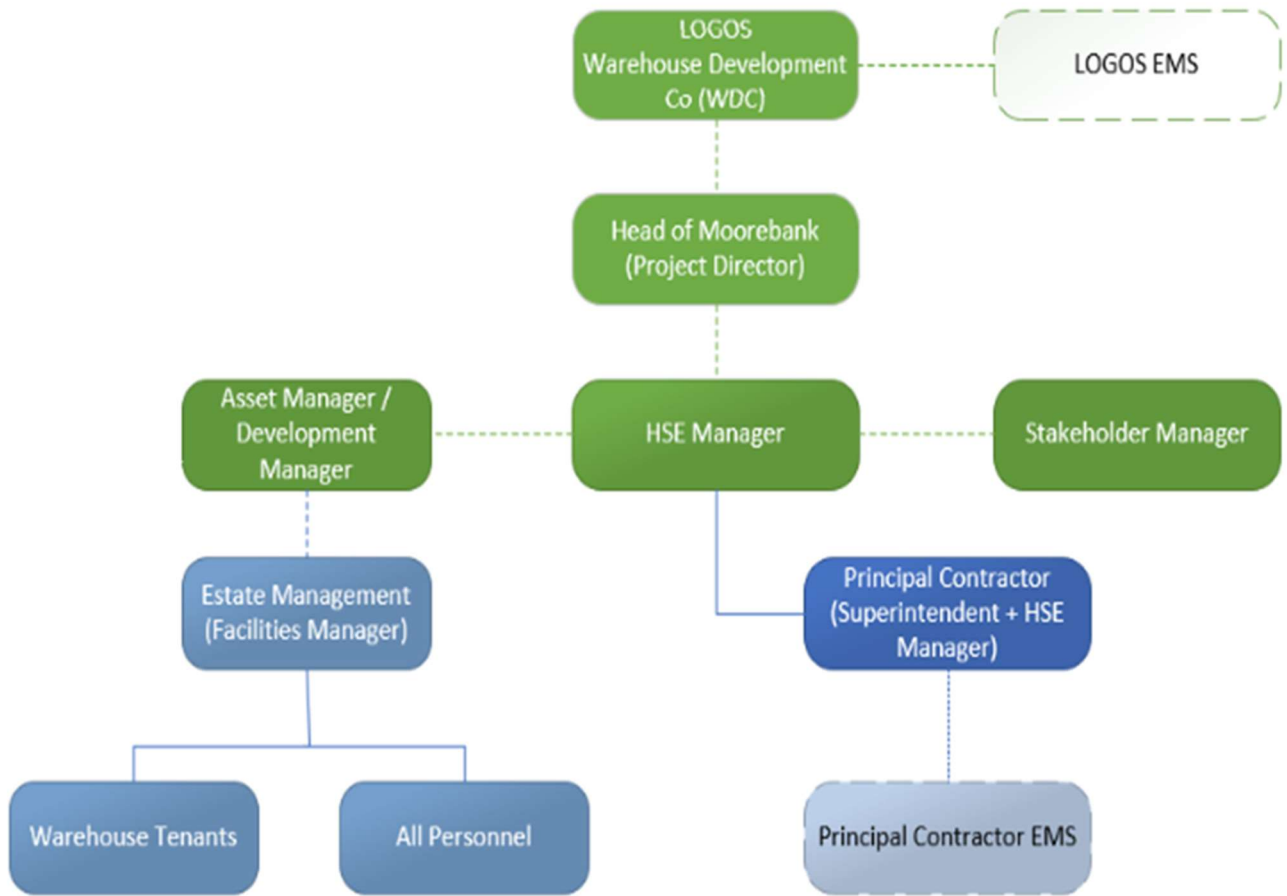 LOGOS
Warehouse Development
Co (WDC)
LOGOS EMS
Head of Moorebank
(Project Director)
Asset Manager /
Development
Manager
HSE Manager
Stakeholder Manager
Estate Management
(Facilities Manager)
Principal Contractor
(Superintendent + HSE
Manager)
Warehouse Tenants
All Personnel
Principal Contractor EMS